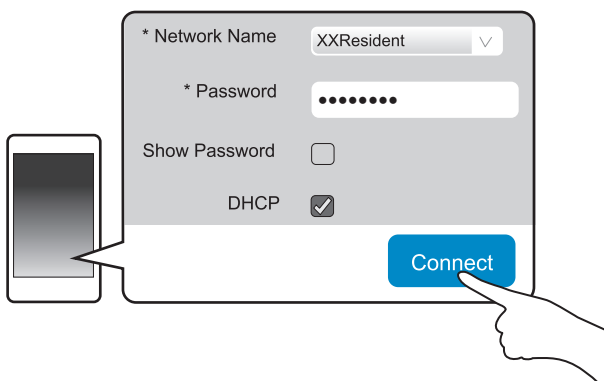 * Network Name XXResident
* Password ••••••••
Show Password
DHCP
Connect